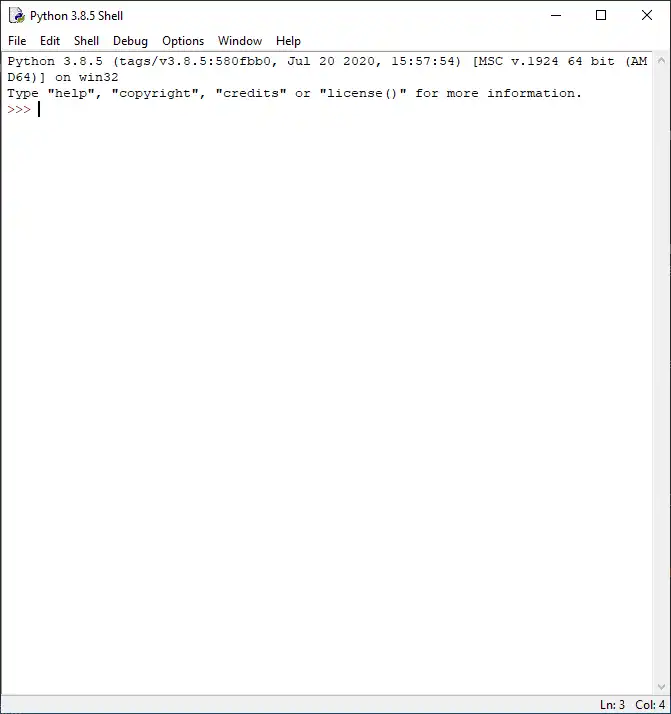 Python 3.8.5 Shell
File Edit Shell Debug Options Window Help
Python 3.8.5 (tags/v3.8.5:580fbb0, Jul 20 2020, 15:57:54) [MSC v.1924 64 bit (AM
D64)] on win32
Type "help", "copyright", "credits" or "license()" for more information.
>>>
Ln: 3 Col: 4